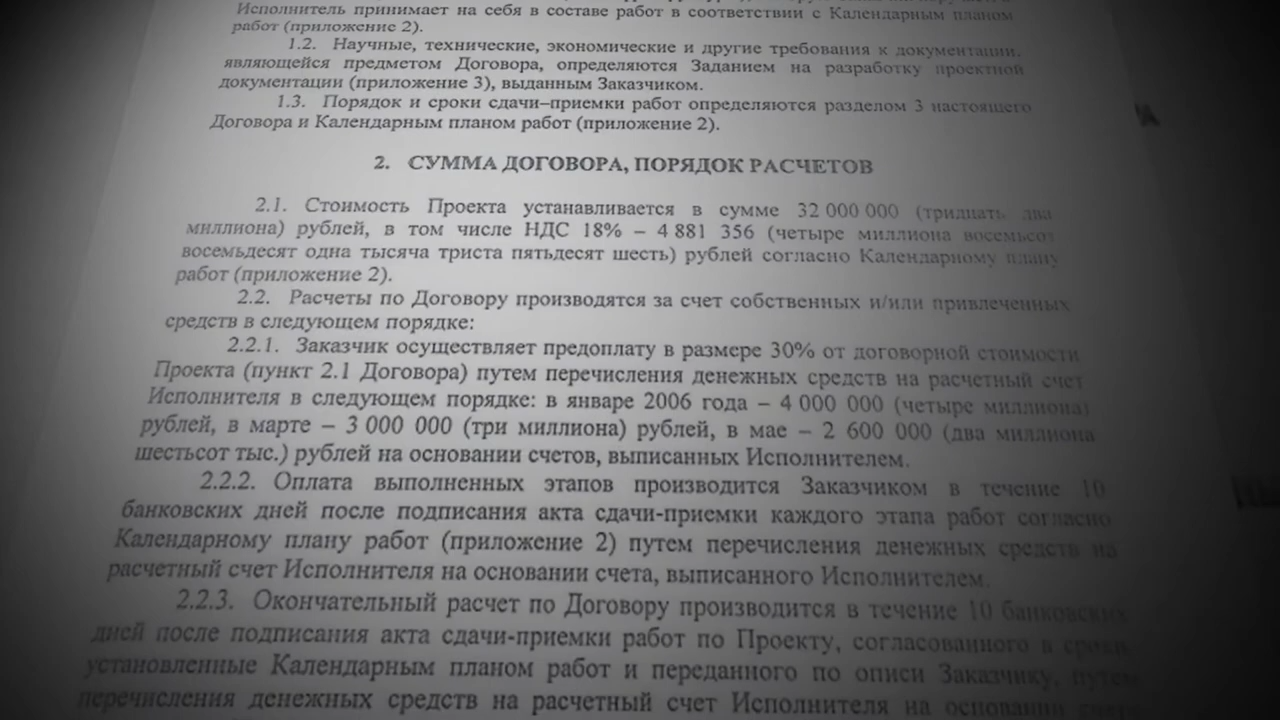 Исполнитель принимает на себя в составе работ в соответствии с Календарным планом
работ (приложение 2).
1.2. Научные, технические, экономические и другие требования к документации,
являющейся предметом Договора, определяются Заданием на разработку проектной
документации (приложение 3), выданным Заказчиком.
1.3. Порядок и сроки сдачи–приемки работ определяются разделом 3 настоящего
Договора и Календарным планом работ (приложение 2).
2. СУММА ДОГОВОРА, ПОРЯДОК РАСЧЕТОВ
2.1. Стоимость Проекта устанавливается в сумме 32 000 000 (тридцать два
миллиона) рублей, в том числе НДС 18% – 4 881 356 (четыре миллиона восемьсот
восемьдесят одна тысяча триста пятьдесят шесть) рублей согласно Календарному плану
работ (приложение 2).
2.2. Расчеты по Договору производятся за счет собственных и/или привлеченных
средств в следующем порядке:
2.2.1. Заказчик осуществляет предоплату в размере 30% от договорной стоимости
Проекта (пункт 2.1 Договора) путем перечисления денежных средств на расчетный счет
Исполнителя в следующем порядке: в январе 2006 года – 4 000 000 (четыре миллиона)
рублей, в марте – 3 000 000 (три миллиона) рублей, в мае – 2 600 000 (два миллиона
шестьсот тыс.) рублей на основании счетов, выписанных Исполнителем.
2.2.2. Оплата выполненных этапов производится Заказчиком в течение 10
банковских дней после подписания акта сдачи-приемки каждого этапа работ согласно
Календарному плану работ (приложение 2) путем перечисления денежных средств на
расчетный счет Исполнителя на основании счета, выписанного Исполнителем.
2.2.3. Окончательный расчет по Договору производится в течение 10 банковских
дней после подписания акта сдачи-приемки работ по Проекту, согласованного в сроки,
установленные Календарным планом работ и переданного по описи Заказчику, путем
перечисления денежных средств на расчетный счет Исполнителя на основании счета